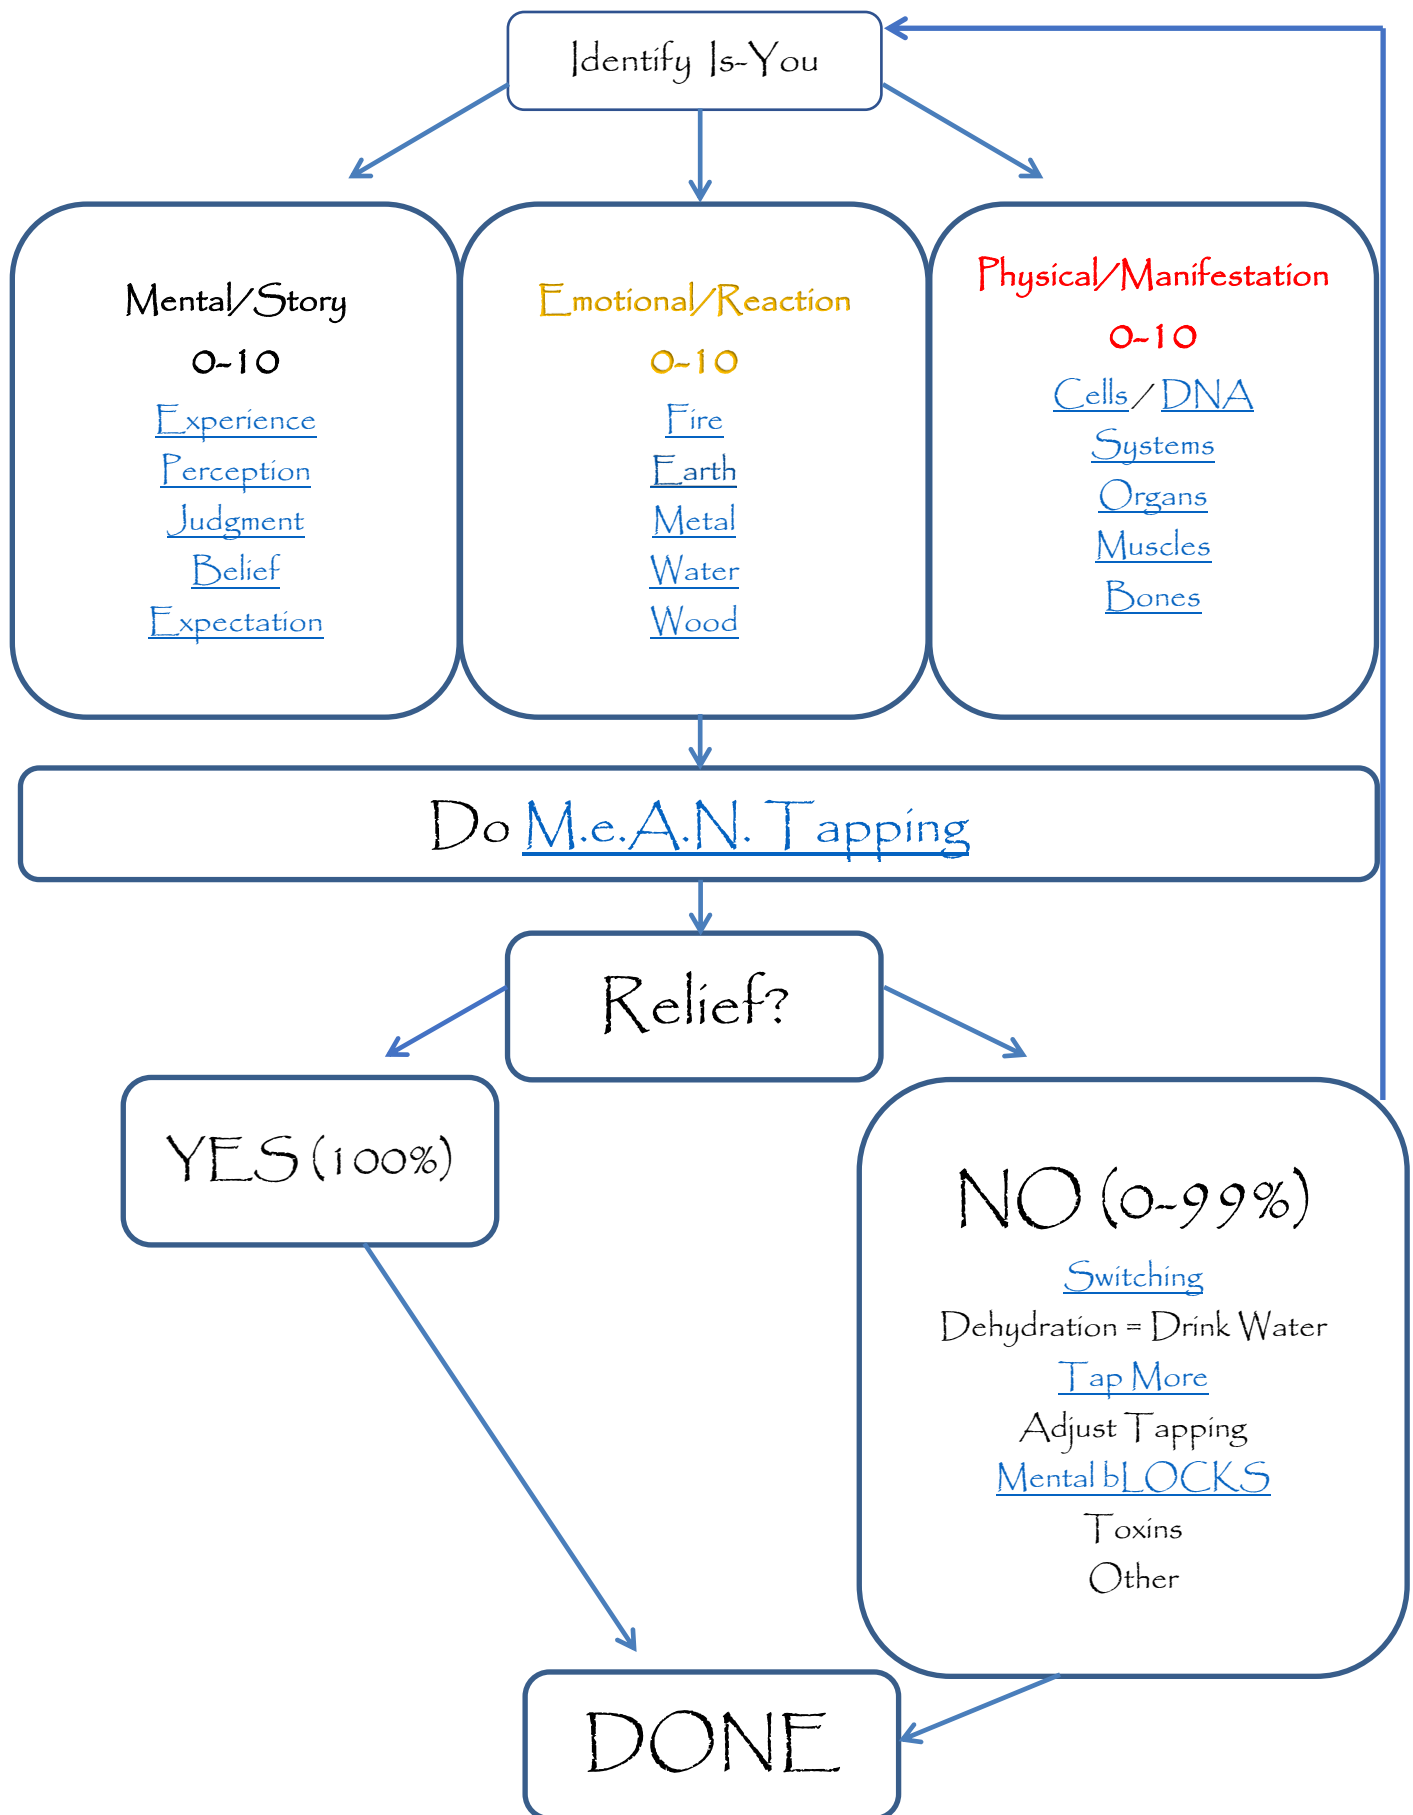 Identify Is-You
Mental/Story
0-10
Experience
Perception
Judgment
Belief
Expectation
Emotional/Reaction
0-10
Fire
Earth
Metal
Water
Wood
Physical/Manifestation
0-10
Cells / DNA
Systems
Organs
Muscles
Bones
Do M.e.A.N. Tapping
Relief?
YES (100%)
NO (0-99%)
Switching
Dehydration = Drink Water
Tap More
Adjust Tapping
Mental bLOCKS
Toxins
Other
DONE